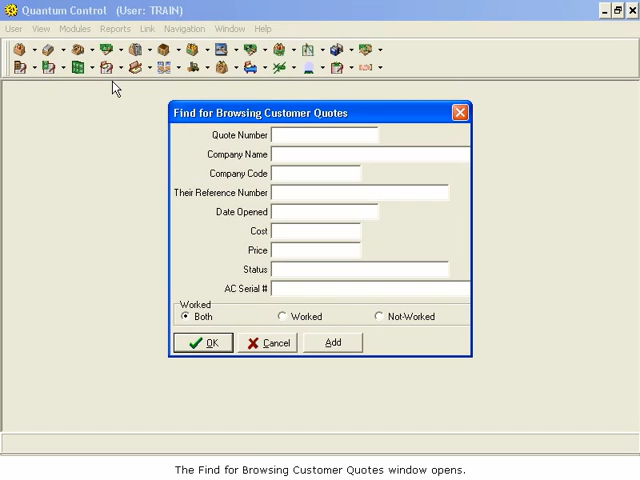 Quantum Control (User: TRAIN)
User View Modules Reports Link Navigation Window Help
Find for Browsing Customer Quotes
Quote Number
Company Name
Company Code
Their Reference Number
Date Opened
Cost
Price
Status
AC Serial #
Worked
Both Worked Not-Worked
OK Cancel Add
The Find for Browsing Customer Quotes window opens.